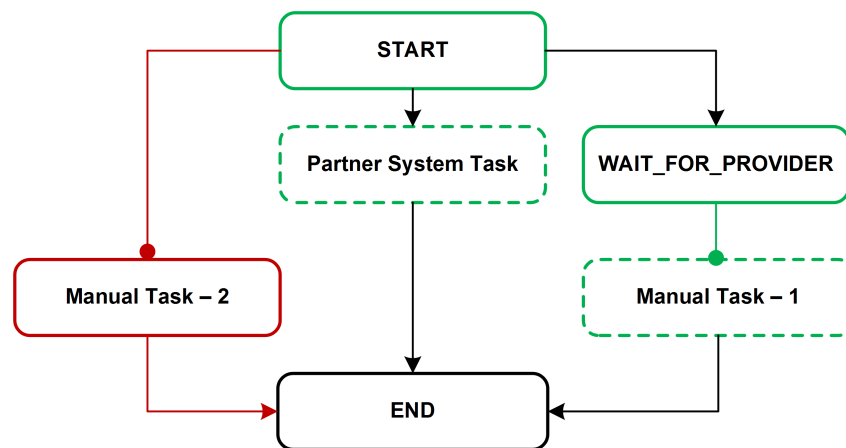 START
Partner System Task
WAIT_FOR_PROVIDER
Manual Task – 2
Manual Task – 1
END